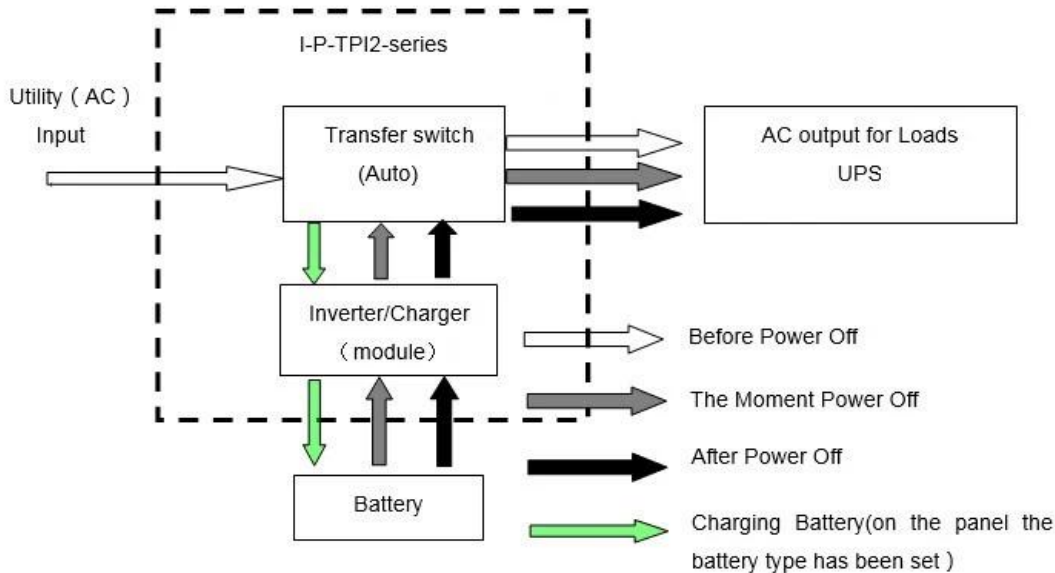 I-P-TPI2-series
Utility（AC）
Input
Transfer switch
(Auto)
AC output for Loads
UPS
Inverter/Charger
（module）
Before Power Off
The Moment Power Off
After Power Off
Battery
Charging Battery(on the panel the
battery type has been set）